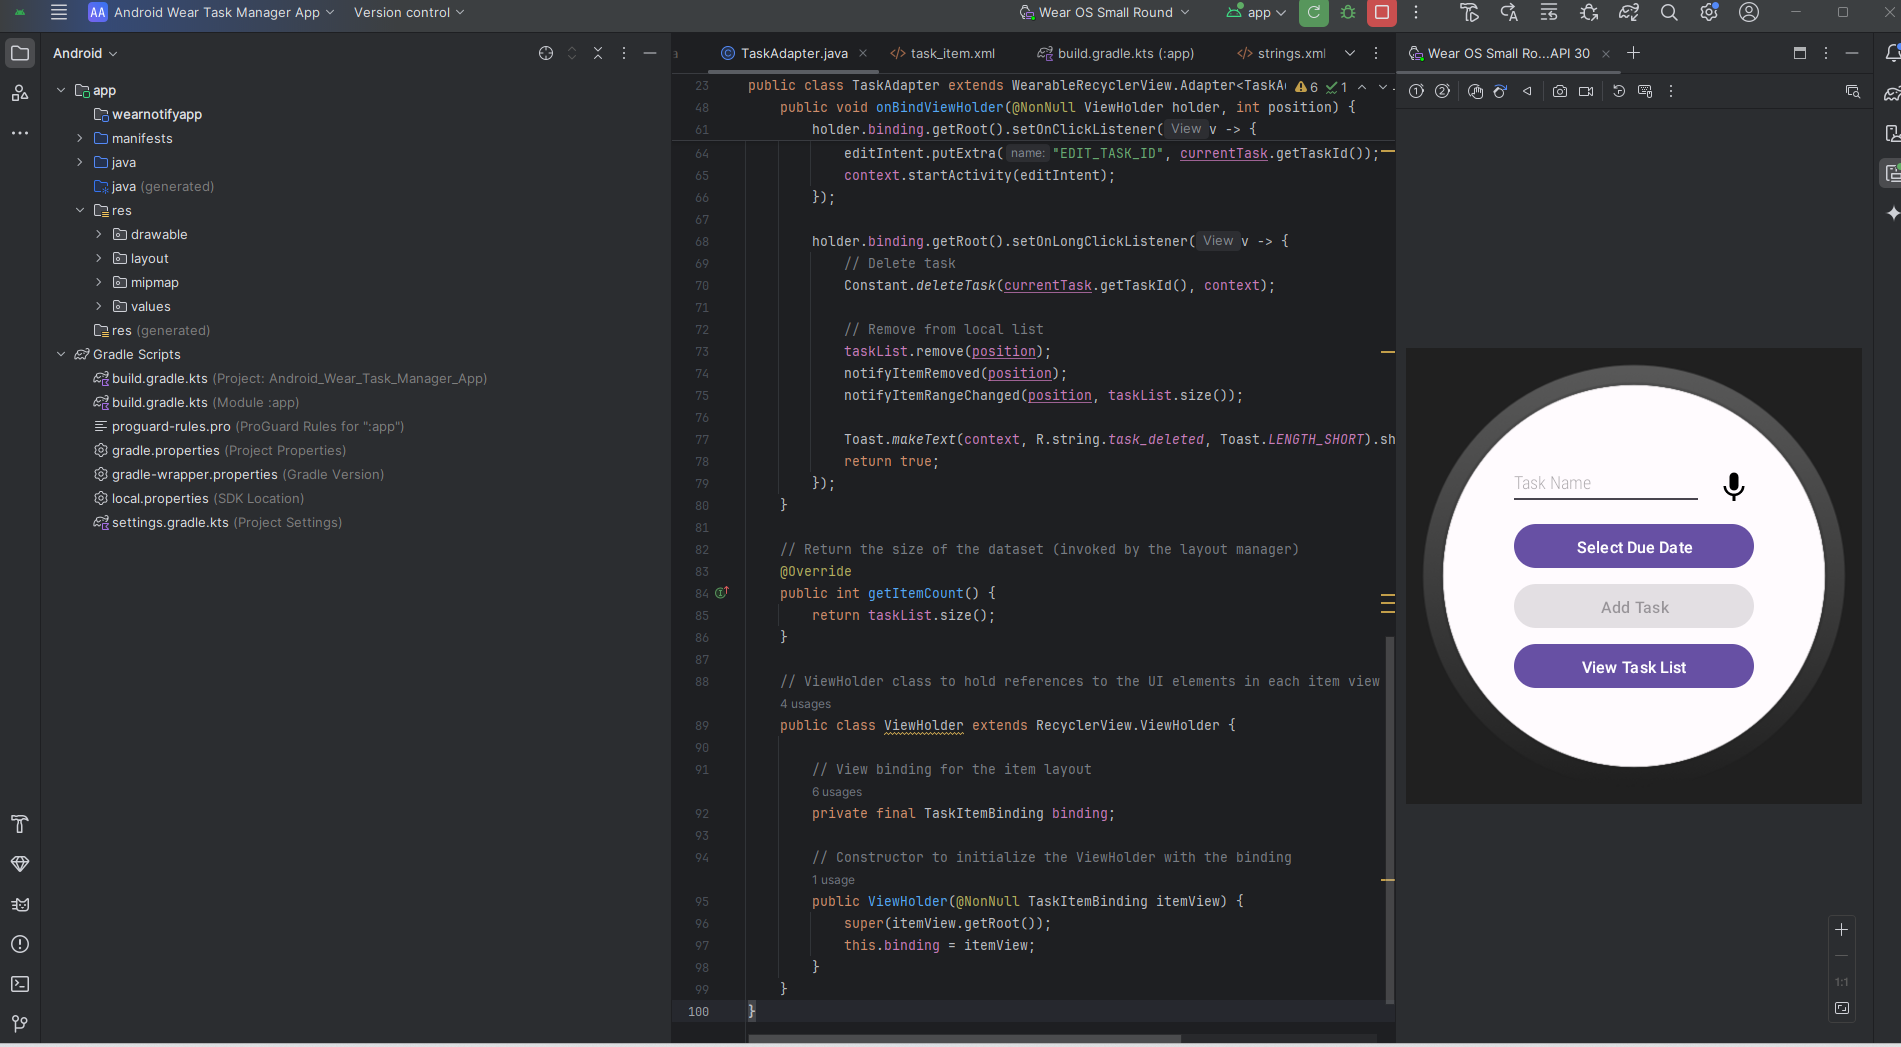 AA Android Wear Task Manager App Version control Wear OS Small Round app
Android
app
wearnotifyapp
manifests
java
java (generated)
res
drawable
layout
mipmap
values
res (generated)
Gradle Scripts
build.gradle.kts (Project: Android_Wear_Task_Manager_App)
build.gradle.kts (Module :app)
proguard-rules.pro (ProGuard Rules for ":app")
gradle.properties (Project Properties)
gradle-wrapper.properties (Gradle Version)
local.properties (SDK Location)
settings.gradle.kts (Project Settings)
TaskAdapter.java task_item.xml build.gradle.kts (:app) strings.xml
6 1
23 public class TaskAdapter extends WearableRecyclerView.Adapter<TaskA
48 public void onBindViewHolder(@NonNull ViewHolder holder, int position) {
61 holder.binding.getRoot().setOnClickListener( View v -> {
64 editIntent.putExtra( name: "EDIT_TASK_ID", currentTask.getTaskId());
65 context.startActivity(editIntent);
66 });
67
68 holder.binding.getRoot().setOnLongClickListener( View v -> {
69 // Delete task
70 Constant.deleteTask(currentTask.getTaskId(), context);
71
72 // Remove from local list
73 taskList.remove(position);
74 notifyItemRemoved(position);
75 notifyItemRangeChanged(position, taskList.size());
76
77 Toast.makeText(context, R.string.task_deleted, Toast.LENGTH_SHORT).sh
78 return true;
79 });
80 }
81
82 // Return the size of the dataset (invoked by the layout manager)
83 @Override
84 public int getItemCount() {
85 return taskList.size();
86 }
87
88 // ViewHolder class to hold references to the UI elements in each item view
4 usages
89 public class ViewHolder extends RecyclerView.ViewHolder {
90
91 // View binding for the item layout
6 usages
92 private final TaskItemBinding binding;
93
94 // Constructor to initialize the ViewHolder with the binding
1 usage
95 public ViewHolder(@NonNull TaskItemBinding itemView) {
96 super(itemView.getRoot());
97 this.binding = itemView;
98 }
99 }
100 }
Wear OS Small Ro...API 30
1 2
Task Name
Select Due Date
Add Task
View Task List
1:1